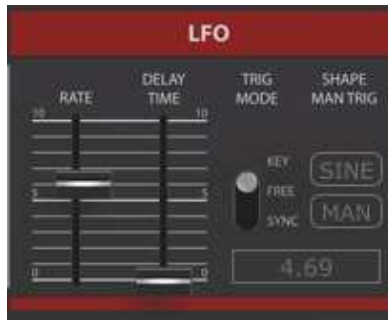 LFO
RATE
DELAY
TIME
TRIG
MODE
SHAPE
MAN TRIG
10 10
KEY
SINE
FREE
5 5
MAN
SYNC
4.69
0 0